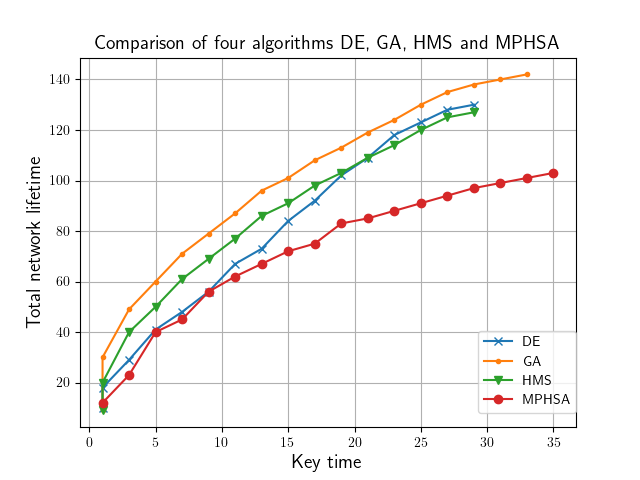 Comparison of four algorithms DE, GA, HMS and MPHSA
Total network lifetime
140
120
100
80
60
40
20
0 5 10 15 20 25 30 35
Key time
DE
GA
HMS
MPHSA